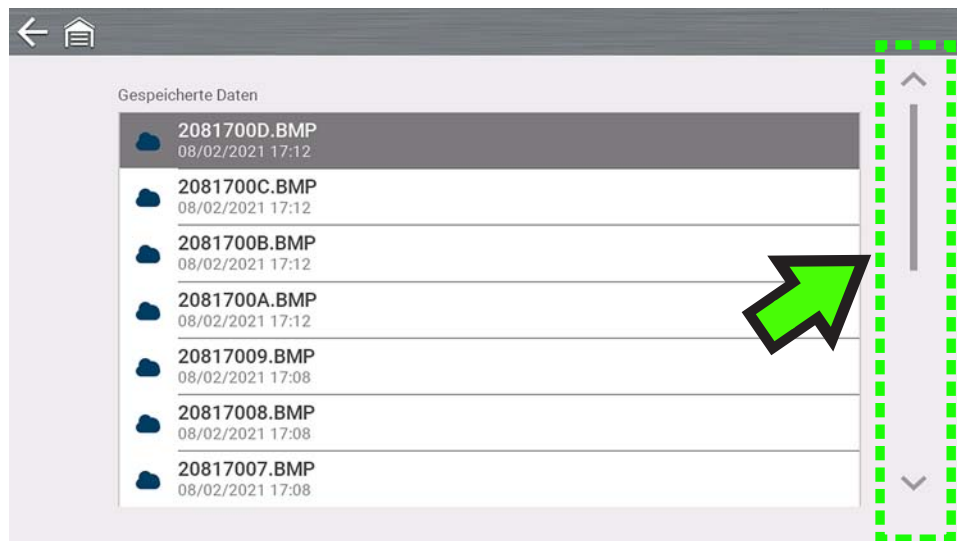 Gespeicherte Daten
2081700D.BMP
08/02/2021 17:12
2081700C.BMP
08/02/2021 17:12
2081700B.BMP
08/02/2021 17:12
2081700A.BMP
08/02/2021 17:12
20817009.BMP
08/02/2021 17:08
20817008.BMP
08/02/2021 17:08
20817007.BMP
08/02/2021 17:08